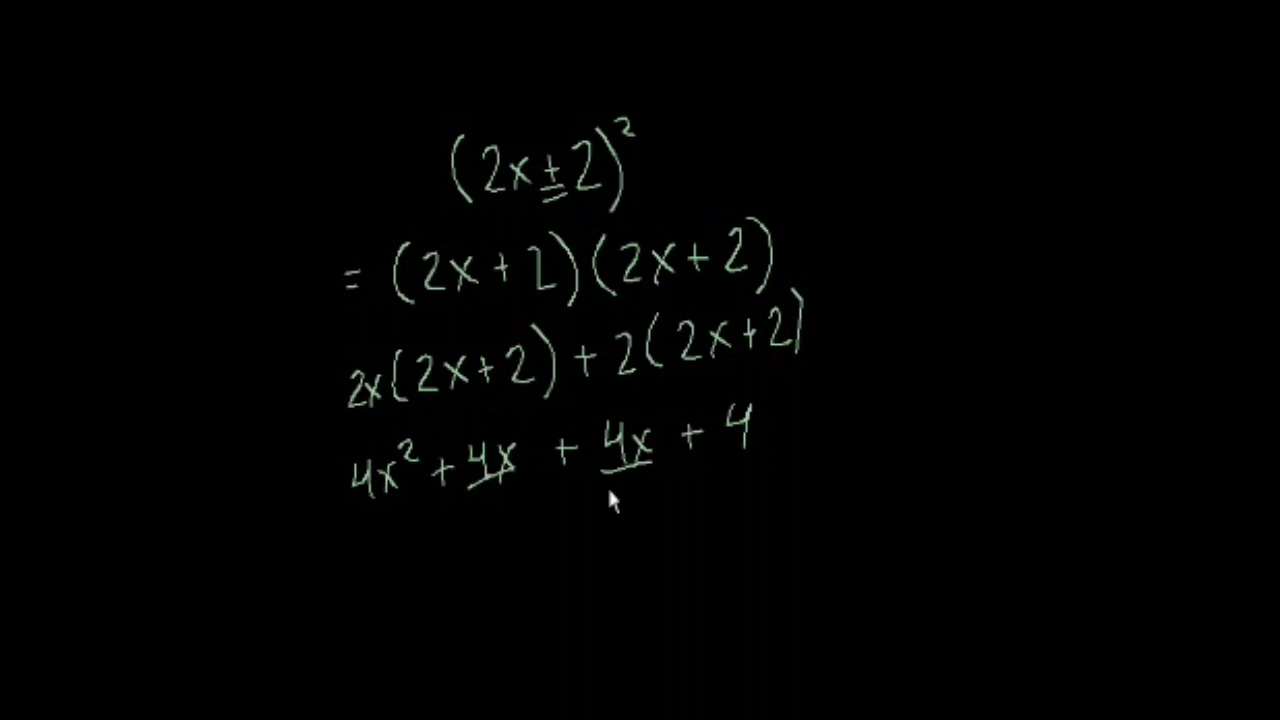 (2x+2)²
= (2x+2)(2x+2)
2x(2x+2) + 2(2x+2)
4x² + 4x + 4x + 4